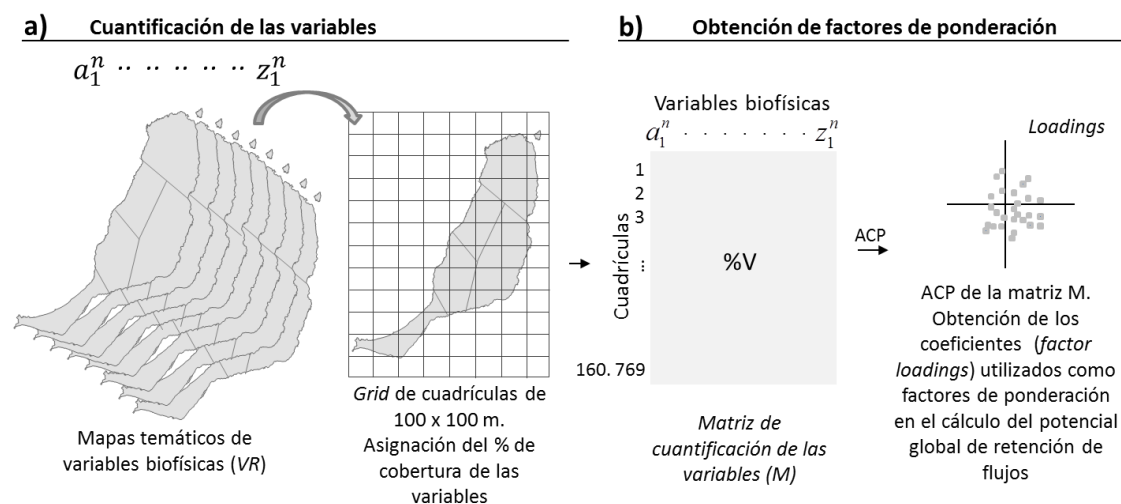 a) Cuantificación de las variables
a₁ⁿ ·· ·· ·· ·· ·· ·· z₁ⁿ
Mapas temáticos de
variables biofísicas (VR)
Grid de cuadrículas de
100 x 100 m.
Asignación del % de
cobertura de las
variables
b) Obtención de factores de ponderación
Variables biofísicas
a₁ⁿ · · · · · · · z₁ⁿ
Cuadrículas
1
2
3
...
160. 769
%V
Matriz de
cuantificación de las
variables (M)
ACP
Loadings
ACP de la matriz M.
Obtención de los
coeficientes (factor
loadings) utilizados como
factores de ponderación
en el cálculo del potencial
global de retención de
flujos